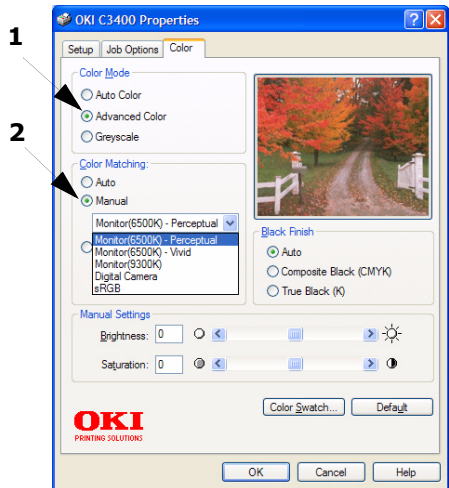 OKI C3400 Properties
1
Setup Job Options Color
Color Mode
Auto Color
Advanced Color
Greyscale
2
Color Matching:
Auto
Manual
Monitor(6500K) - Perceptual
Monitor(6500K) - Perceptual
Monitor(6500K) - Vivid
Monitor(9300K)
Digital Camera
sRGB
Black Finish
Auto
Composite Black (CMYK)
True Black (K)
Manual Settings
Brightness: 0
Saturation: 0
Color Swatch... Default
OKI
PRINTING SOLUTIONS
OK Cancel Help